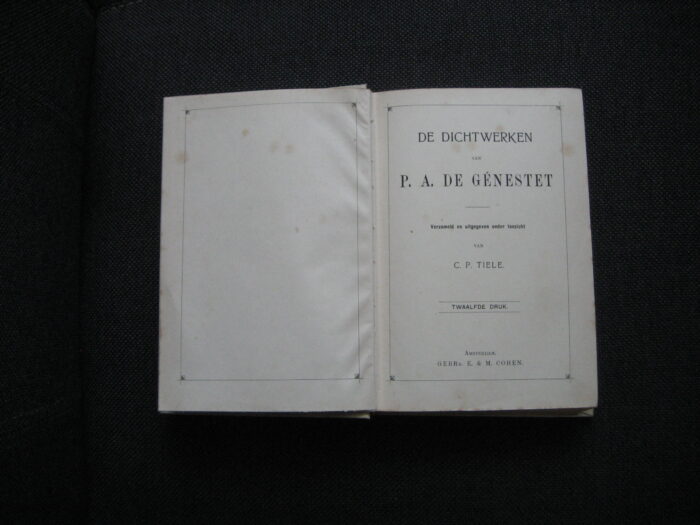 DE DICHTWERKEN
VAN
P. A. DE GÉNESTET
Verzameld en uitgegeven onder toezicht
VAN
C. P. TIELE.
TWAALFDE DRUK.
AMSTERDAM,
GEBRS. E. & M. COHEN.